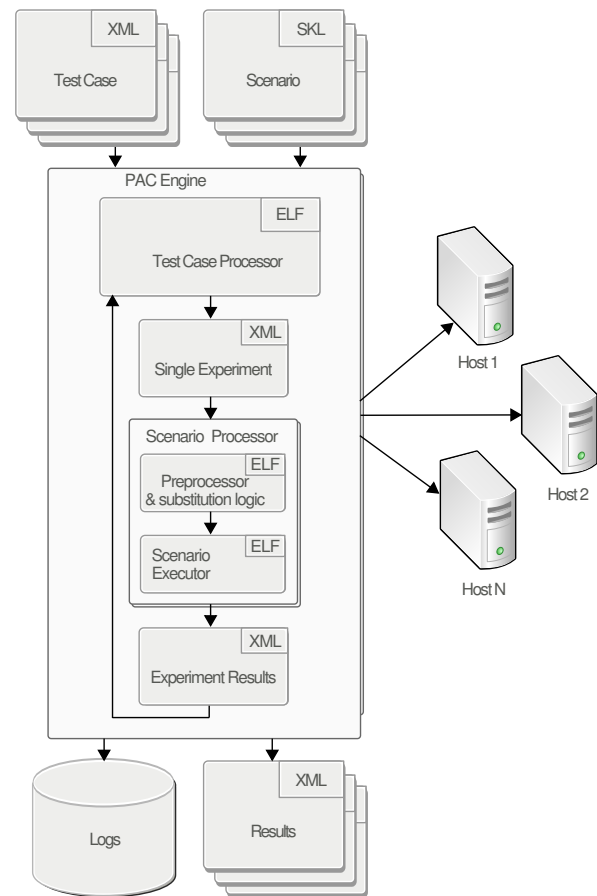 XML
Test Case
SKL
Scenario
PAC Engine
ELF
Test Case Processor
XML
Single Experiment
Scenario Processor
ELF
Preprocessor
& substitution logic
ELF
Scenario
Executor
XML
Experiment Results
Host 1
Host 2
Host N
Logs
XML
Results